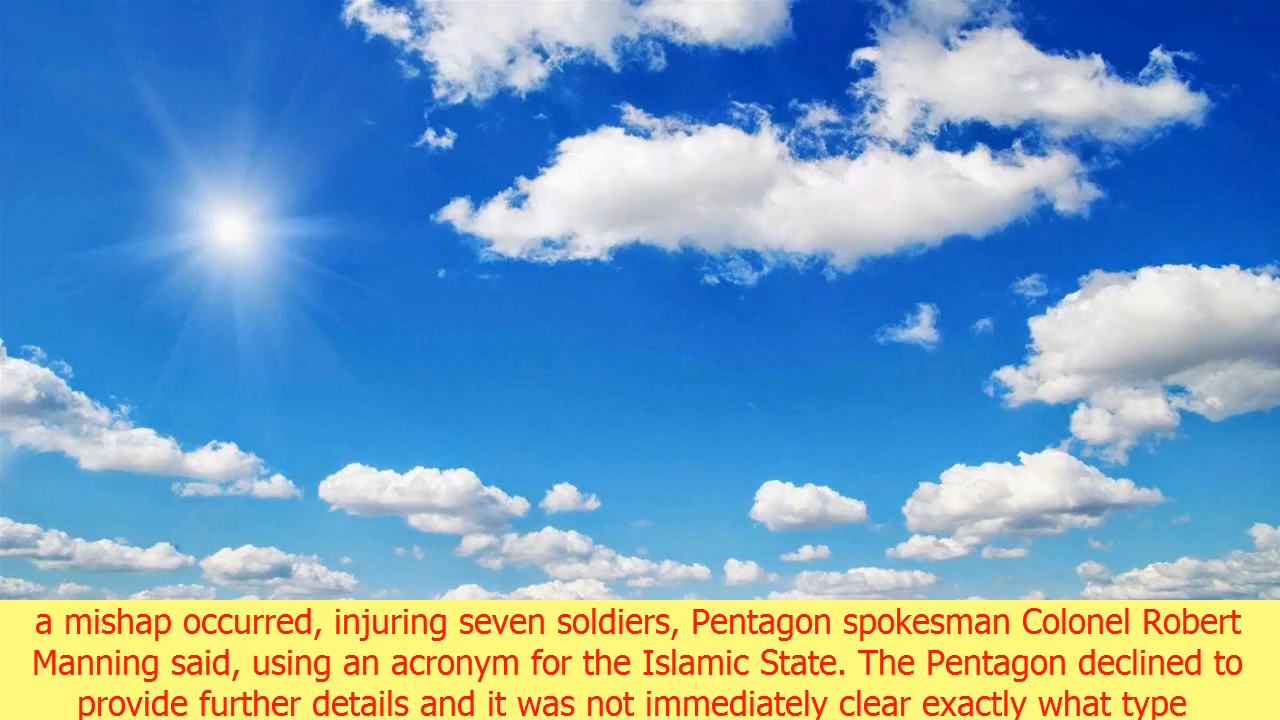 a mishap occurred, injuring seven soldiers, Pentagon spokesman Colonel Robert
Manning said, using an acronym for the Islamic State. The Pentagon declined to
provide further details and it was not immediately clear exactly what type